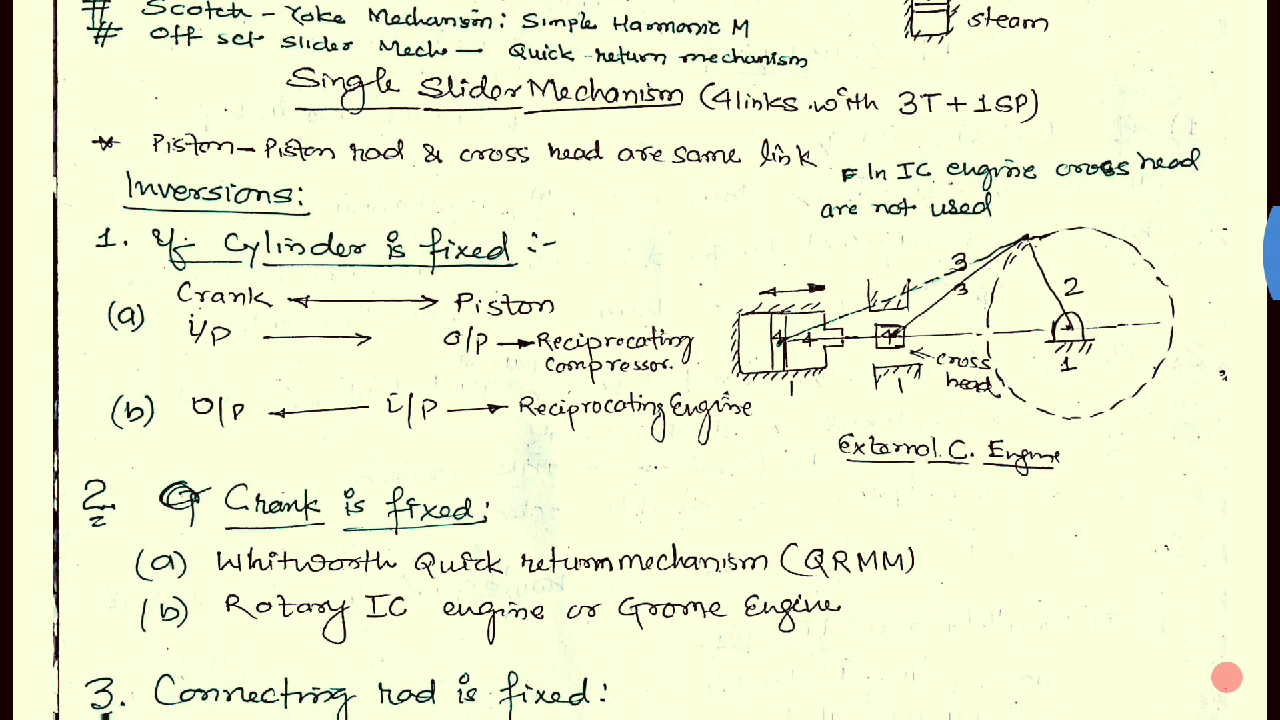 # Scotch - Yoke Mechanism: Simple Harmonic M
steam
# Off set slider Mech — Quick return mechanism
Single Slider Mechanism (4 links with 3T + 1SP)
* Piston - Piston rod & cross head are same link
In IC engine cross head
are not used
Inversions:
1. If Cylinder is fixed :-
(a) Crank ⟷ Piston
i/p → O/p → Reciprocating
compressor.
(b) O/p ← i/p → Reciprocating Engine
3
3
2
4
4
4
1
1
1
cross
head
External C. Engine
2. Crank is fixed:
(a) Whitworth Quick return mechanism (QRMM)
(b) Rotary IC engine or Grome Engine
3. Connecting rod is fixed: